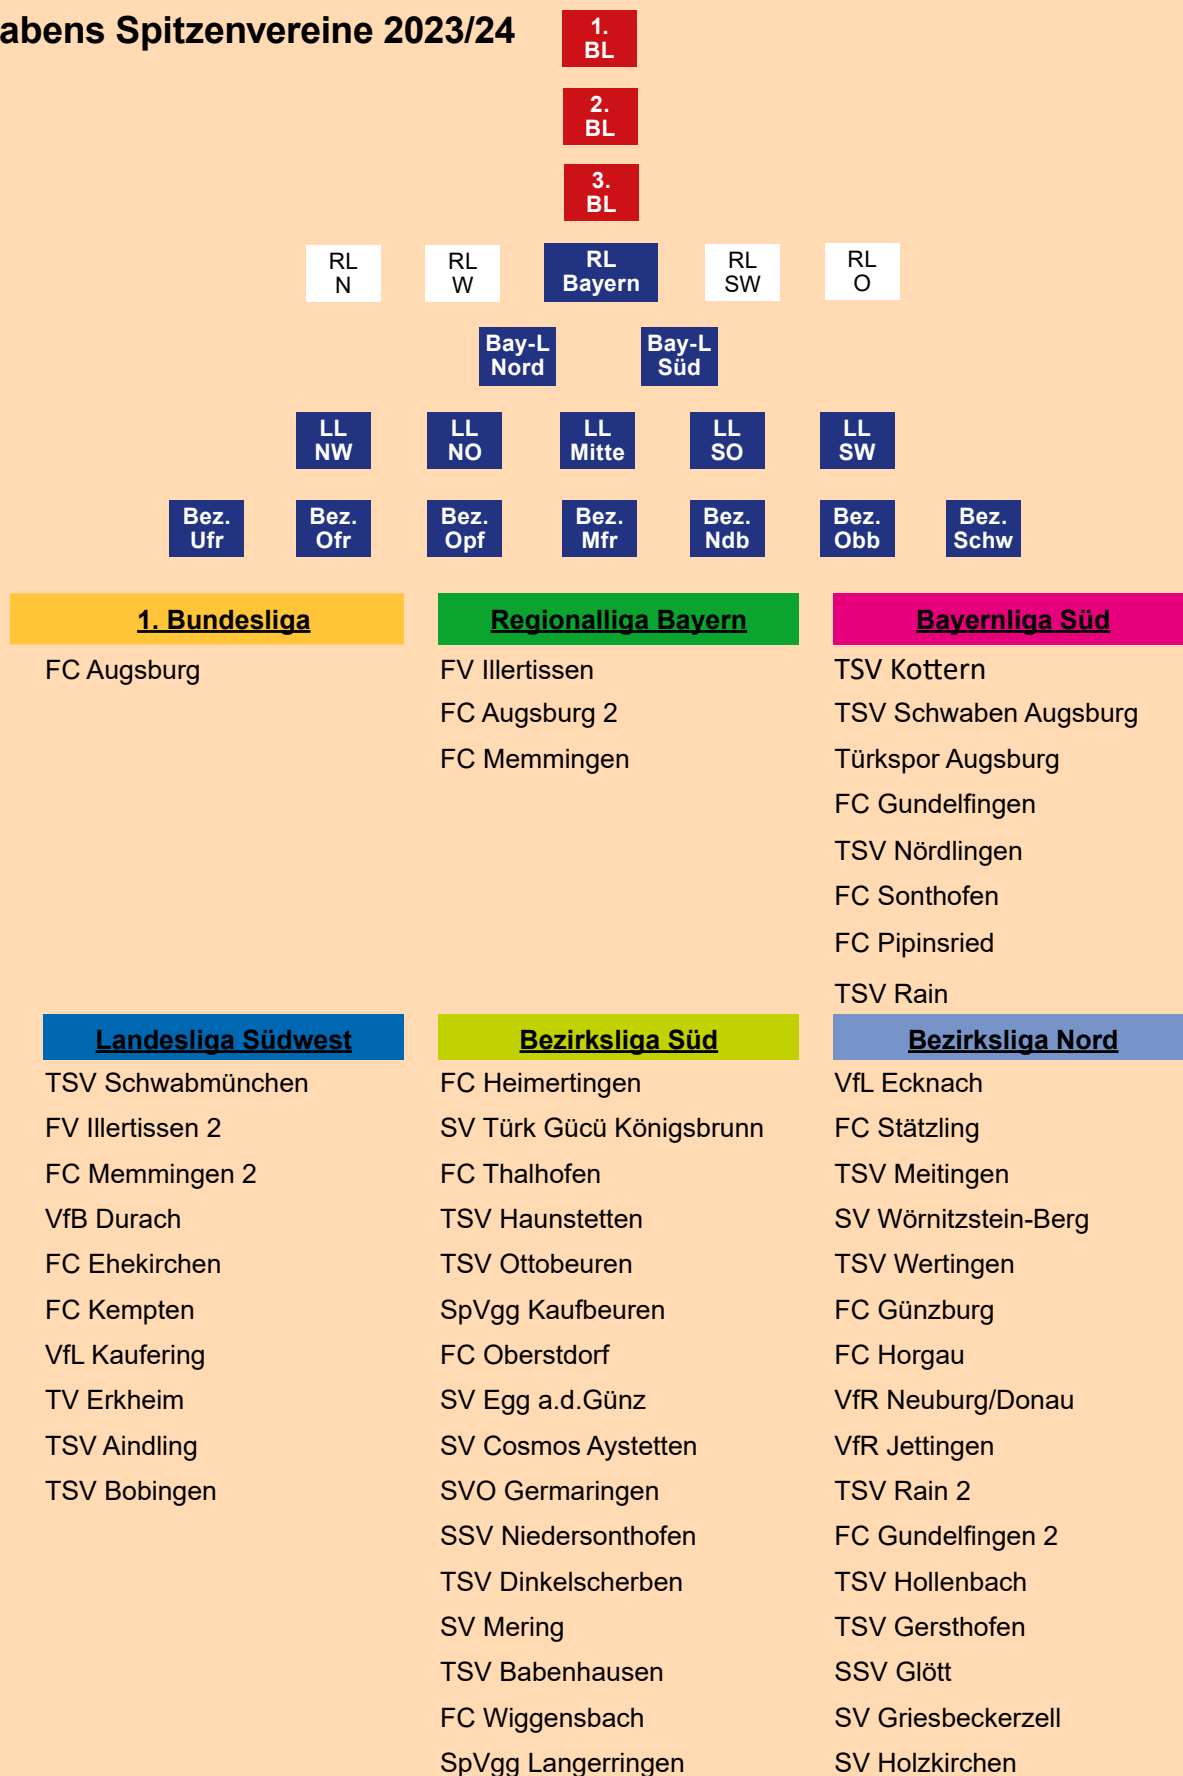 abens Spitzenvereine 2023/24
1.
BL
2.
BL
3.
BL
RL
N
RL
W
RL
Bayern
RL
SW
RL
O
Bay-L
Nord
Bay-L
Süd
LL
NW
LL
NO
LL
Mitte
LL
SO
LL
SW
Bez.
Ufr
Bez.
Ofr
Bez.
Opf
Bez.
Mfr
Bez.
Ndb
Bez.
Obb
Bez.
Schw
1. Bundesliga
FC Augsburg
Regionalliga Bayern
FV Illertissen
FC Augsburg 2
FC Memmingen
Bayernliga Süd
TSV Kottern
TSV Schwaben Augsburg
Türkspor Augsburg
FC Gundelfingen
TSV Nördlingen
FC Sonthofen
FC Pipinsried
TSV Rain
Landesliga Südwest
TSV Schwabmünchen
FV Illertissen 2
FC Memmingen 2
VfB Durach
FC Ehekirchen
FC Kempten
VfL Kaufering
TV Erkheim
TSV Aindling
TSV Bobingen
Bezirksliga Süd
FC Heimertingen
SV Türk Gücü Königsbrunn
FC Thalhofen
TSV Haunstetten
TSV Ottobeuren
SpVgg Kaufbeuren
FC Oberstdorf
SV Egg a.d.Günz
SV Cosmos Aystetten
SVO Germaringen
SSV Niedersonthofen
TSV Dinkelscherben
SV Mering
TSV Babenhausen
FC Wiggensbach
SpVgg Langerringen
Bezirksliga Nord
VfL Ecknach
FC Stätzling
TSV Meitingen
SV Wörnitzstein-Berg
TSV Wertingen
FC Günzburg
FC Horgau
VfR Neuburg/Donau
VfR Jettingen
TSV Rain 2
FC Gundelfingen 2
TSV Hollenbach
TSV Gersthofen
SSV Glött
SV Griesbeckerzell
SV Holzkirchen